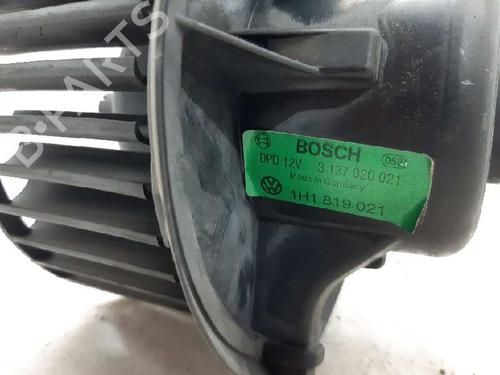 B-PARTS
BOSCH
DPD 12V 3 137 020 021
Made in Germany
1H1 819 021